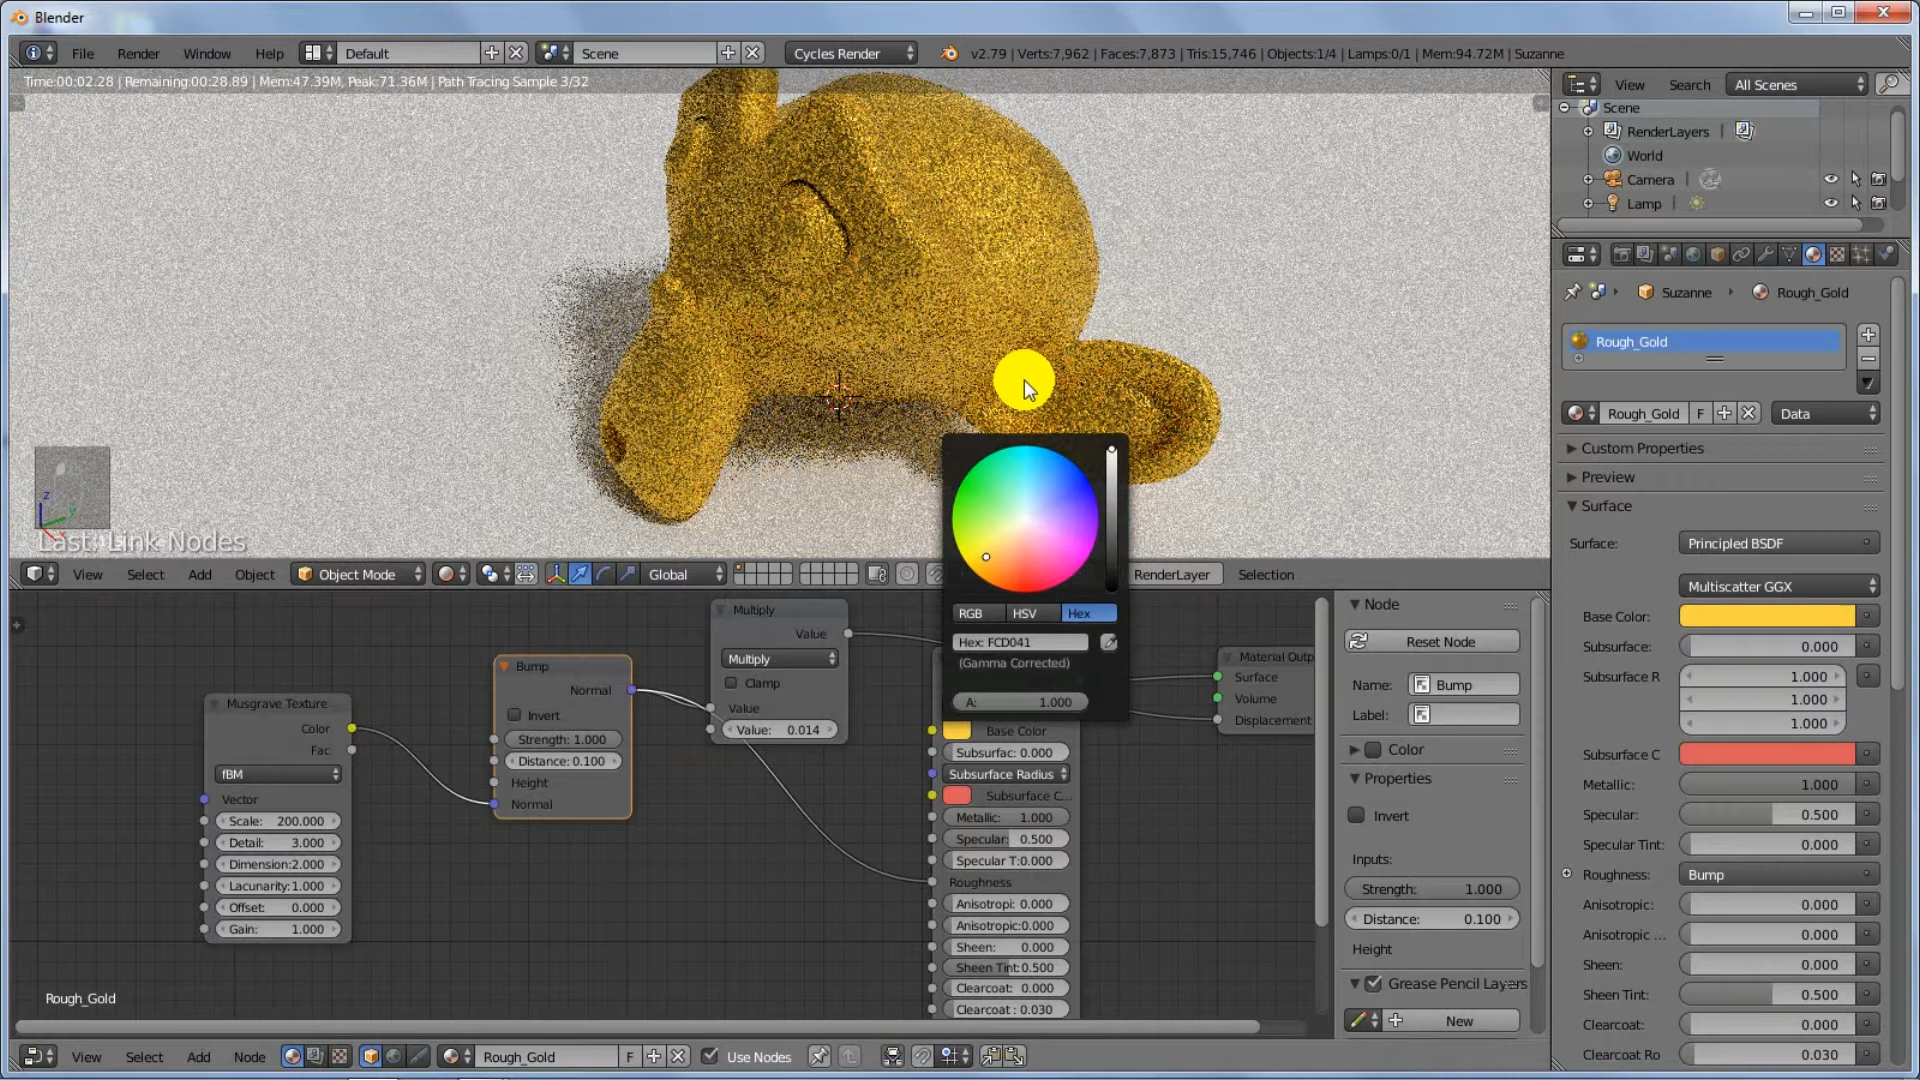 Blender
File Render Window Help Default Scene Cycles Render v2.79 | Verts:7,962 | Faces:7,873 | Tris:15,746 | Objects:1/4 | Lamps:0/1 | Mem:94.72M | Suzanne
Time:00:02.28 | Remaining:00:28.89 | Mem:47.39M, Peak:71.36M | Path Tracing Sample 3/32
View Search All Scenes
Scene
RenderLayers
World
Camera
Lamp
Suzanne Rough_Gold
Rough_Gold
Rough_Gold F Data
Custom Properties
Preview
Surface
Surface: Principled BSDF
Multiscatter GGX
Base Color:
Subsurface: 0.000
Subsurface R 1.000
1.000
1.000
Subsurface C
Metallic: 1.000
Specular: 0.500
Specular Tint: 0.000
Roughness: Bump
Anisotropic: 0.000
Anisotropic ... 0.000
Sheen: 0.000
Sheen Tint: 0.500
Clearcoat: 0.000
Clearcoat Ro 0.030
z
y
x
Last: Link Nodes
View Select Add Object Object Mode Global RenderLayer Selection
RGB HSV Hex
Hex: FCD041
(Gamma Corrected)
A: 1.000
Musgrave Texture
Color
Fac
fBM
Vector
Scale: 200.000
Detail: 3.000
Dimension:2.000
Lacunarity:1.000
Offset: 0.000
Gain: 1.000
Bump
Normal
Invert
Strength: 1.000
Distance: 0.100
Height
Normal
Multiply
Value
Multiply
Clamp
Value
Value: 0.014
Base Color
Subsurfac: 0.000
Subsurface Radius
Subsurface C...
Metallic: 1.000
Specular: 0.500
Specular T:0.000
Roughness
Anisotropi: 0.000
Anisotropic:0.000
Sheen: 0.000
Sheen Tint:0.500
Clearcoat: 0.000
Clearcoat : 0.030
Material Outp
Surface
Volume
Displacement
Node
Reset Node
Name: Bump
Label:
Color
Properties
Invert
Inputs:
Strength: 1.000
Distance: 0.100
Height
Grease Pencil Layers
New
Rough_Gold
View Select Add Node Rough_Gold F Use Nodes